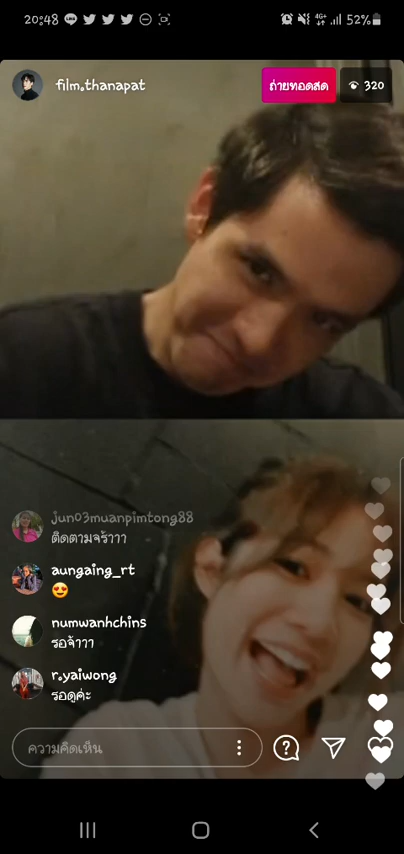 20:48
4G+
52%
film.thanapat
ถ่ายทอดสด
320
jun03muanpimtong88
ติดตามจร้าาา
aungaing_rt
😍
numwanhchins
รอจ้าาา
r.yaiwong
รอดูค่ะ
ความคิดเห็น